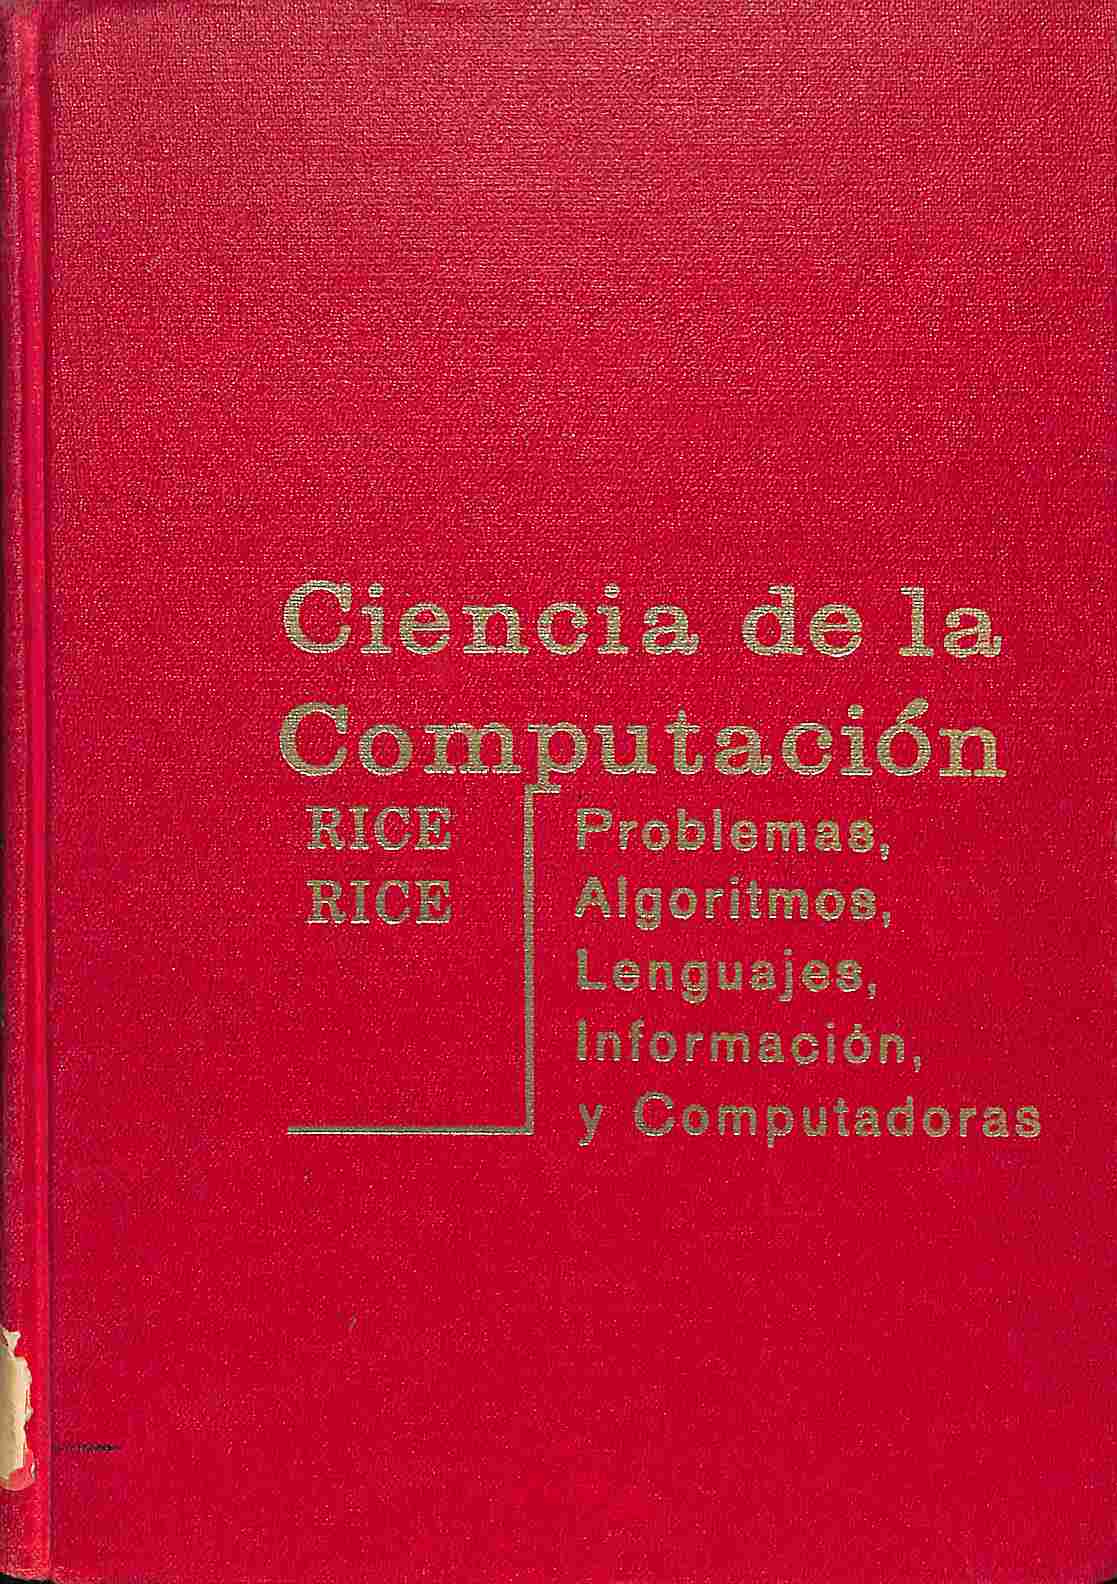 Ciencia de la
Computación
RICE
RICE
Problemas,
Algoritmos,
Lenguajes,
Información,
y Computadoras